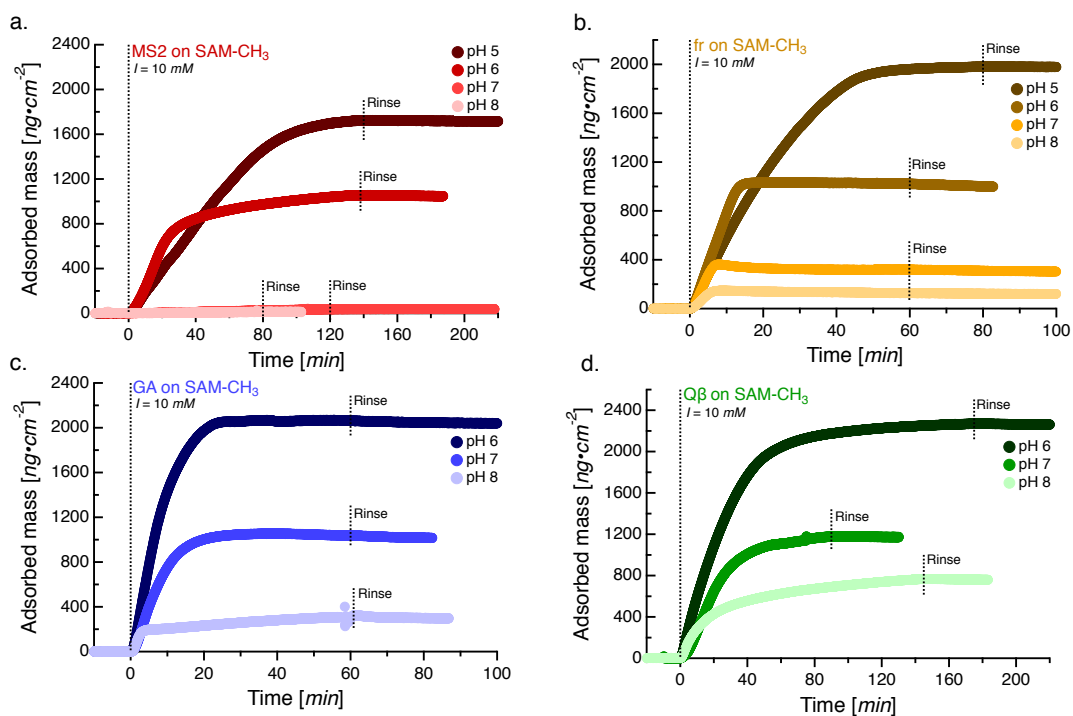 a.
MS2 on SAM-CH₃
I = 10 mM
pH 5
pH 6
pH 7
pH 8
Rinse
Rinse
Rinse
Rinse
Adsorbed mass [ng•cm⁻²]
2400
2000
1600
1200
800
400
0
0 40 80 120 160 200
Time [min]
b.
fr on SAM-CH₃
I = 10 mM
pH 5
pH 6
pH 7
pH 8
Rinse
Rinse
Rinse
Adsorbed mass [ng•cm⁻²]
2000
1600
1200
800
400
0
0 20 40 60 80 100
Time [min]
c.
GA on SAM-CH₃
I = 10 mM
pH 6
pH 7
pH 8
Rinse
Rinse
Rinse
Adsorbed mass [ng•cm⁻²]
2400
2000
1600
1200
800
400
0
0 20 40 60 80 100
Time [min]
d.
Qβ on SAM-CH₃
I = 10 mM
pH 6
pH 7
pH 8
Rinse
Rinse
Rinse
Adsorbed mass [ng•cm⁻²]
2400
2000
1600
1200
800
400
0
0 40 80 120 160 200
Time [min]